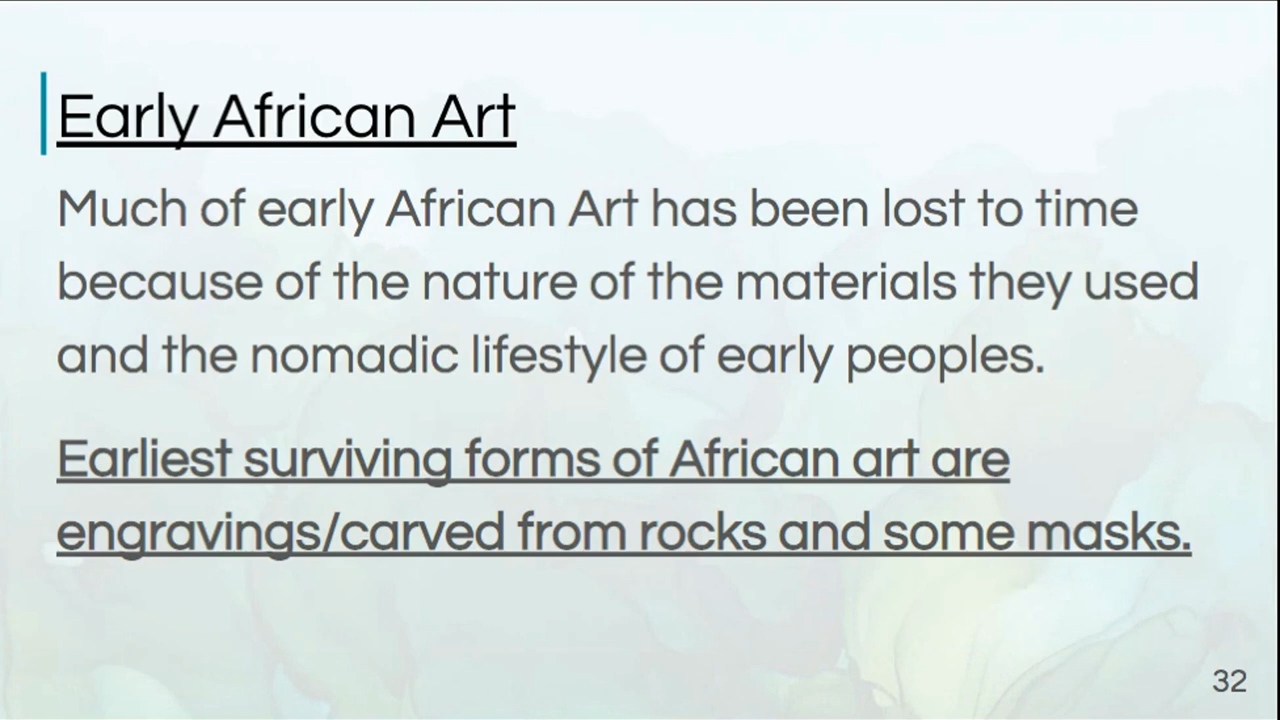 Early African Art
Much of early African Art has been lost to time
because of the nature of the materials they used
and the nomadic lifestyle of early peoples.
Earliest surviving forms of African art are
engravings/carved from rocks and some masks.
32